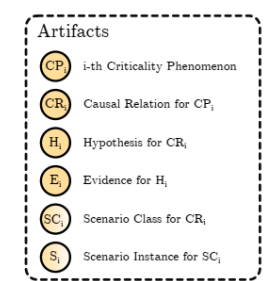 Artifacts
CPᵢ i-th Criticality Phenomenon
CRᵢ Causal Relation for CPᵢ
Hᵢ Hypothesis for CRᵢ
Eᵢ Evidence for Hᵢ
SCᵢ Scenario Class for CRᵢ
Sᵢ Scenario Instance for SCᵢ